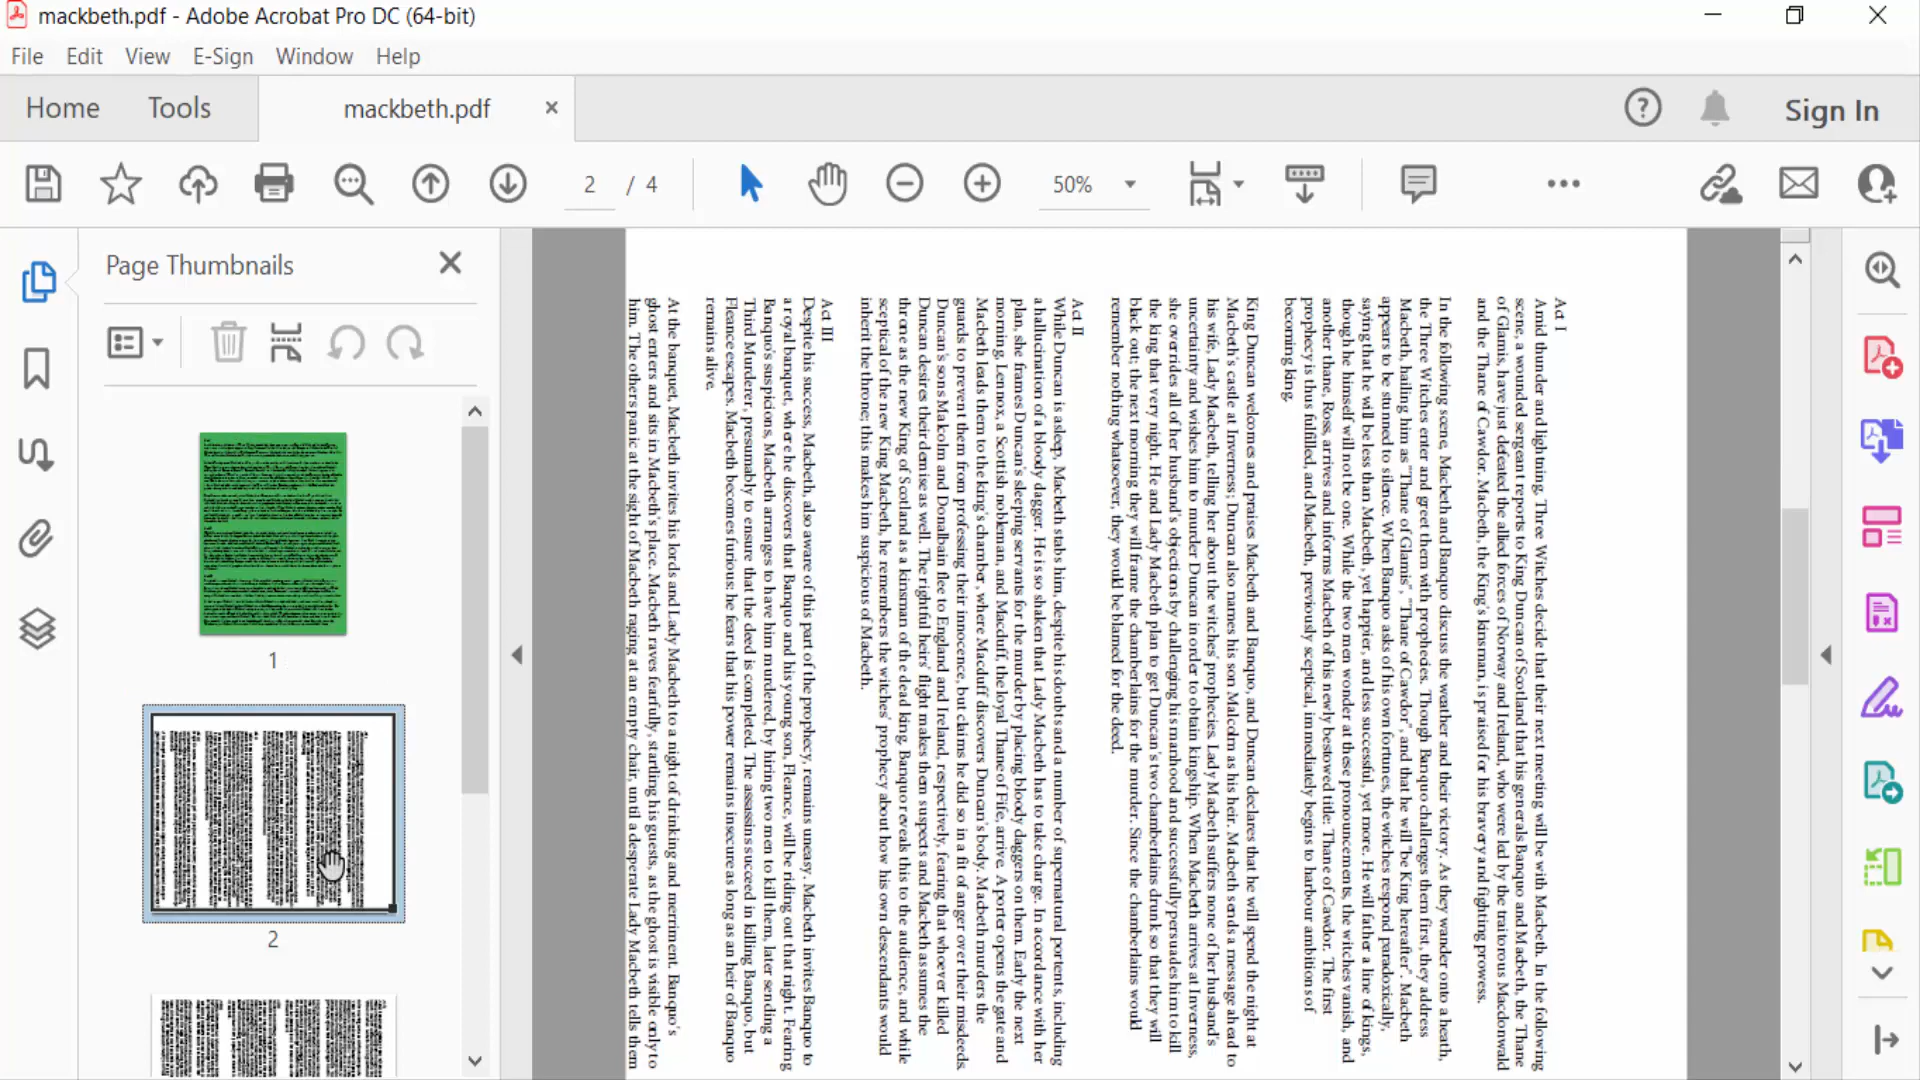 mackbeth.pdf - Adobe Acrobat Pro DC (64-bit)
File Edit View E-Sign Window Help
Home Tools mackbeth.pdf × Sign In
2 / 4 50%
Page Thumbnails
1
2
Act I
Amid thunder and lightning, Three Witches decide that their next meeting will be with Macbeth. In the following
scene, a wounded sergeant reports to King Duncan of Scotland that his generals Banquo and Macbeth, the Thane
of Glamis, have just defeated the allied forces of Norway and Ireland, who were led by the traitorous Macdonwald
and the Thane of Cawdor. Macbeth, the King's kinsman, is praised for his bravery and fighting prowess.
In the following scene, Macbeth and Banquo discuss the weather and their victory. As they wander onto a heath,
the Three Witches enter and greet them with prophecies. Though Banquo challenges them first, they address
Macbeth, hailing him as "Thane of Glamis", "Thane of Cawdor", and that he will "be King hereafter". Macbeth
appears to be stunned to silence. When Banquo asks of his own fortunes, the witches respond paradoxically,
saying that he will be less than Macbeth, yet happier, and less successful, yet more. He will father a line of kings,
though he himself will not be one. While the two men wonder at these pronouncements, the witches vanish, and
another thane, Ross, arrives and informs Macbeth of his newly bestowed title: Thane of Cawdor. The first
prophecy is thus fulfilled, and Macbeth, previously sceptical, immediately begins to harbour ambitions of
becoming king.
King Duncan welcomes and praises Macbeth and Banquo, and Duncan declares that he will spend the night at
Macbeth's castle at Inverness; Duncan also names his son Malcolm as his heir. Macbeth sends a message ahead to
his wife, Lady Macbeth, telling her about the witches' prophecies. Lady Macbeth suffers none of her husband's
uncertainty and wishes him to murder Duncan in order to obtain kingship. When Macbeth arrives at Inverness,
she overrides all of her husband's objections by challenging his manhood and successfully persuades him to kill
the king that very night. He and Lady Macbeth plan to get Duncan's two chamberlains drunk so that they will
black out; the next morning they will frame the chamberlains for the murder. Since the chamberlains would
remember nothing whatsoever, they would be blamed for the deed.
Act II
While Duncan is asleep, Macbeth stabs him, despite his doubts and a number of supernatural portents, including
a hallucination of a bloody dagger. He is so shaken that Lady Macbeth has to take charge. In accordance with her
plan, she frames Duncan's sleeping servants for the murder by placing bloody daggers on them. Early the next
morning, Lennox, a Scottish nobleman, and Macduff, the loyal Thane of Fife, arrive. A porter opens the gate and
Macbeth leads them to the king's chamber, where Macduff discovers Duncan's body. Macbeth murders the
guards to prevent them from professing their innocence, but claims he did so in a fit of anger over their misdeeds.
Duncan's sons Malcolm and Donalbain flee to England and Ireland, respectively, fearing that whoever killed
Duncan desires their demise as well. The rightful heirs' flight makes them suspects and Macbeth assumes the
throne as the new King of Scotland as a kinsman of the dead king. Banquo reveals this to the audience, and while
sceptical of the new King Macbeth, he remembers the witches' prophecy about how his own descendants would
inherit the throne; this makes him suspicious of Macbeth.
Act III
Despite his success, Macbeth, also aware of this part of the prophecy, remains uneasy. Macbeth invites Banquo to
a royal banquet, where he discovers that Banquo and his young son, Fleance, will be riding out that night. Fearing
Banquo's suspicions, Macbeth arranges to have him murdered, by hiring two men to kill them, later sending a
Third Murderer, presumably to ensure that the deed is completed. The assassins succeed in killing Banquo, but
Fleance escapes. Macbeth becomes furious: he fears that his power remains insecure as long as an heir of Banquo
remains alive.
At the banquet, Macbeth invites his lords and Lady Macbeth to a night of drinking and merriment. Banquo's
ghost enters and sits in Macbeth's place. Macbeth raves fearfully, startling his guests, as the ghost is visible only to
him. The others panic at the sight of Macbeth raging at an empty chair, until a desperate Lady Macbeth tells them